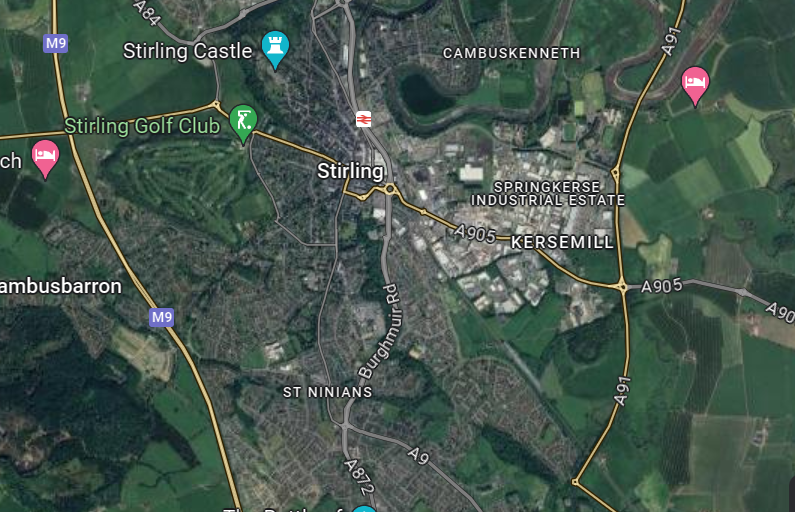 A84
M9
Stirling Castle
CAMBUSKENNETH
A91
Stirling Golf Club
ch
Stirling
SPRINGKERSE
INDUSTRIAL ESTATE
A905
KERSEMILL
ambusbarron
A905
A90
M9
Burghmuir Rd
ST NINIANS
A91
A9
A872